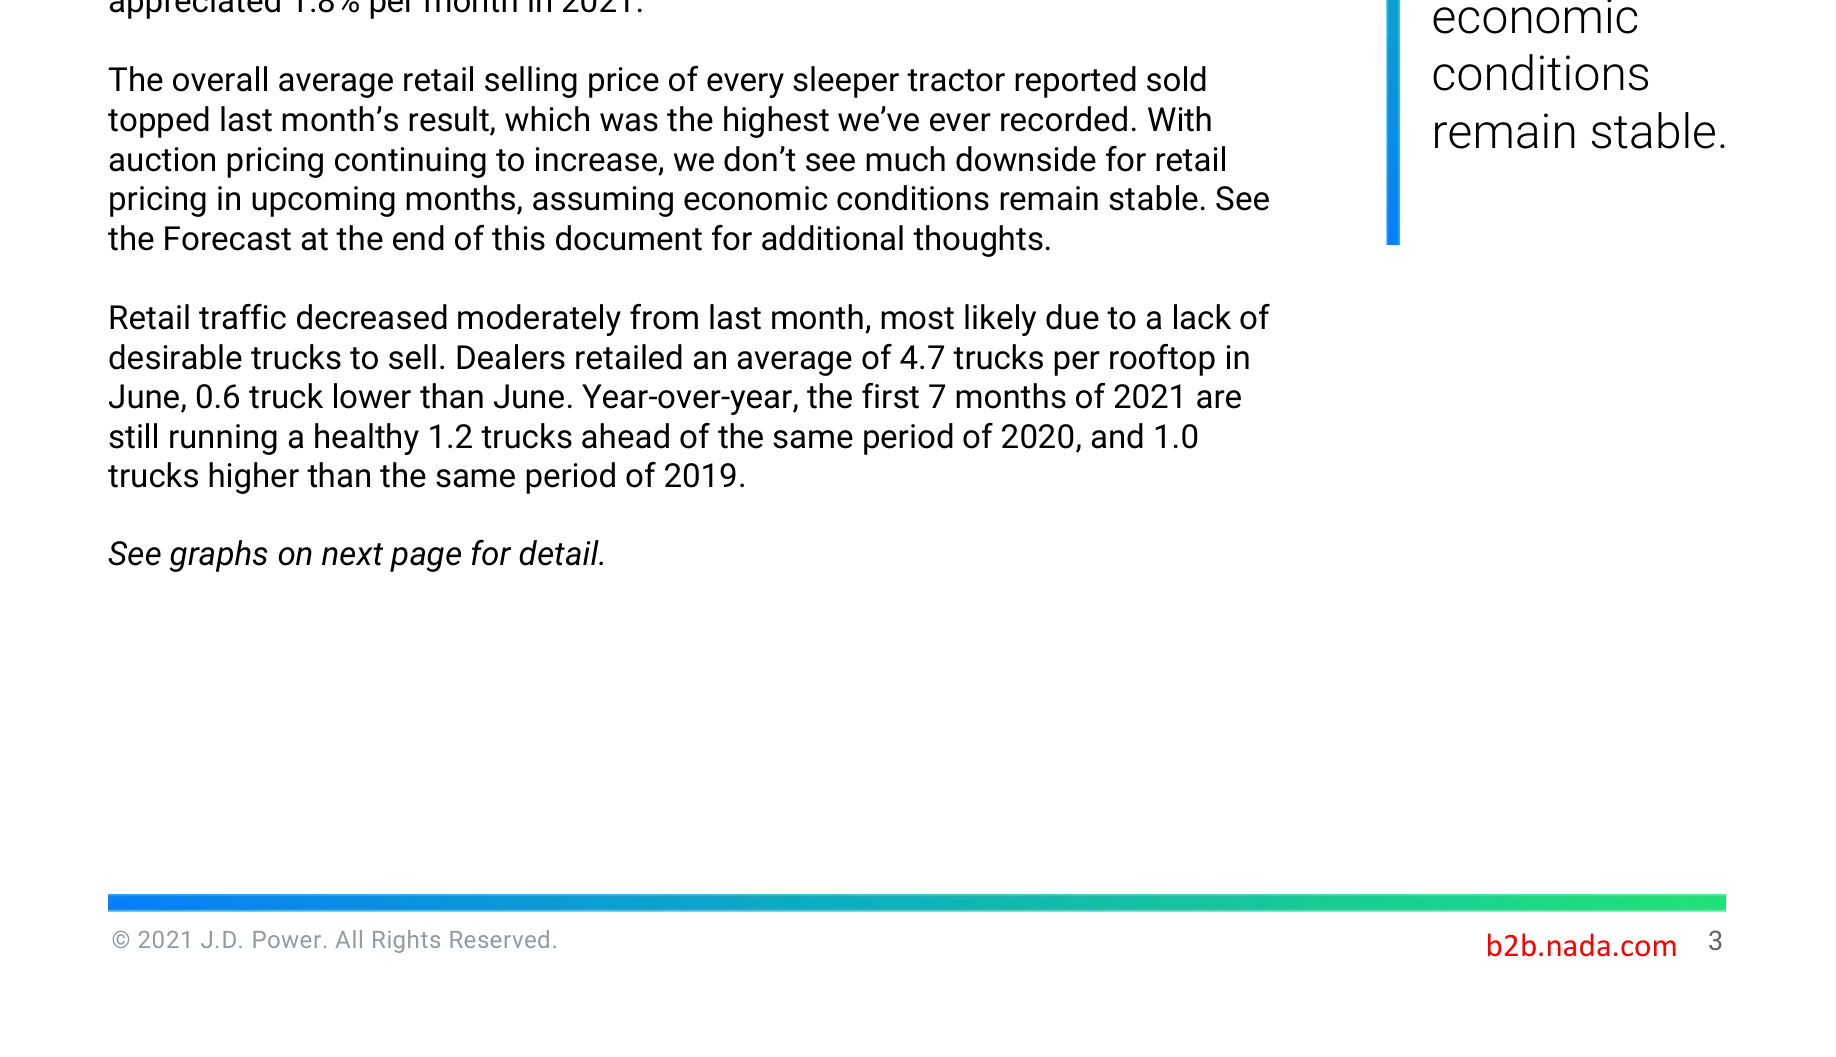 appreciated 1.8% per month in 2021.
The overall average retail selling price of every sleeper tractor reported sold
topped last month’s result, which was the highest we’ve ever recorded. With
auction pricing continuing to increase, we don’t see much downside for retail
pricing in upcoming months, assuming economic conditions remain stable. See
the Forecast at the end of this document for additional thoughts.
Retail traffic decreased moderately from last month, most likely due to a lack of
desirable trucks to sell. Dealers retailed an average of 4.7 trucks per rooftop in
June, 0.6 truck lower than June. Year-over-year, the first 7 months of 2021 are
still running a healthy 1.2 trucks ahead of the same period of 2020, and 1.0
trucks higher than the same period of 2019.
See graphs on next page for detail.
economic
conditions
remain stable.
© 2021 J.D. Power. All Rights Reserved.
b2b.nada.com 3